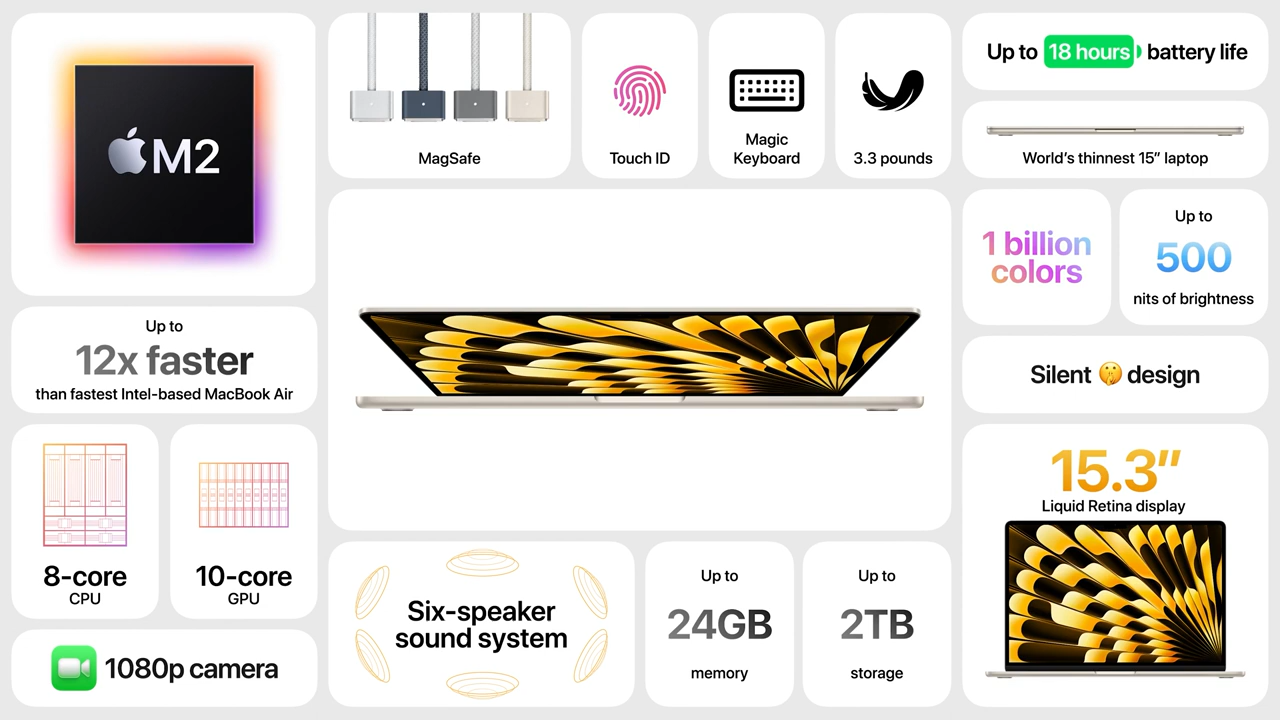 M2
MagSafe
Touch ID
Magic
Keyboard
3.3 pounds
Up to 18 hours battery life
World's thinnest 15″ laptop
1 billion
colors
Up to
500
nits of brightness
Up to
12x faster
than fastest Intel-based MacBook Air
Silent 🤫 design
8-core
CPU
10-core
GPU
15.3″
Liquid Retina display
Six-speaker
sound system
Up to
24GB
memory
Up to
2TB
storage
1080p camera